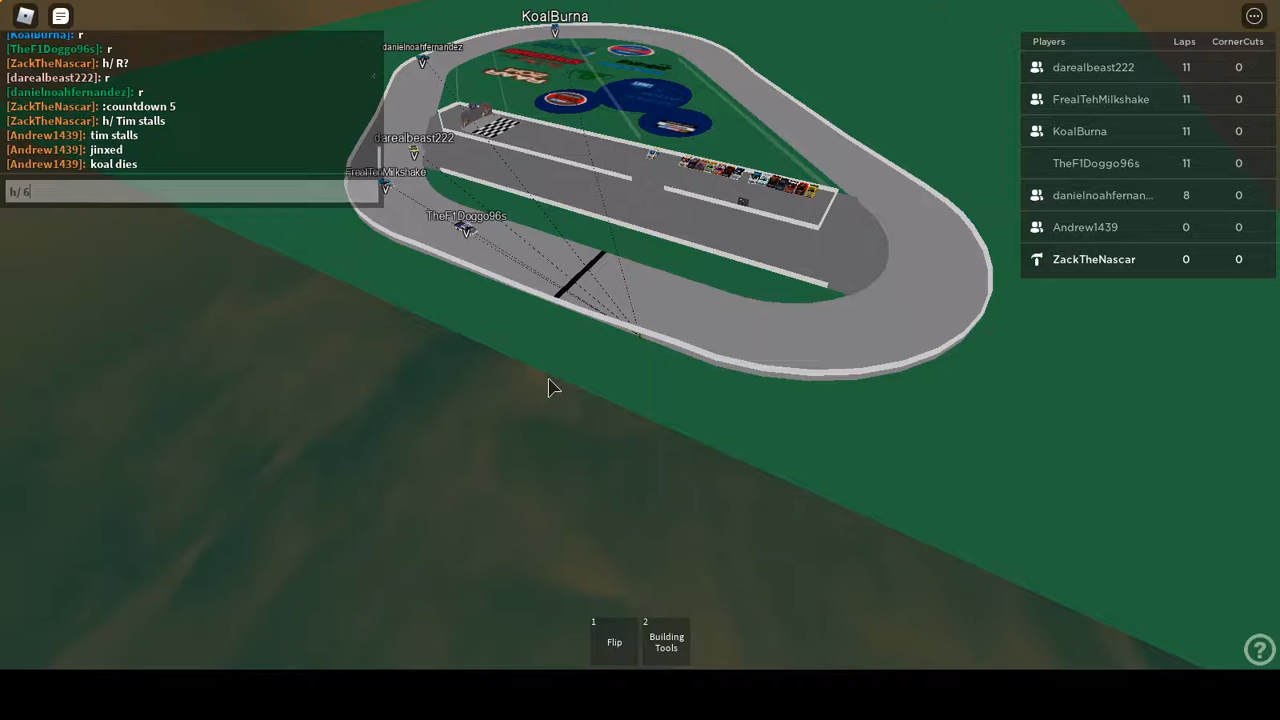 KoalBurna
[KoalBurna]: r
[TheF1Doggo96s]: r
[ZackTheNascar]: h/ R?
[darealbeast222]: r
[danielnoahfernandez]: r
[ZackTheNascar]: :countdown 5
[ZackTheNascar]: h/ Tim stalls
[Andrew1439]: tim stalls
[Andrew1439]: jinxed
[Andrew1439]: koal dies
h/ 6
danielnoahfernandez
darealbeast222
FrealTehMilkshake
TheF1Doggo96s
Players Laps CornerCuts
darealbeast222 11 0
FrealTehMilkshake 11 0
KoalBurna 11 0
TheF1Doggo96s 11 0
danielnoahfernan... 8 0
Andrew1439 0 0
ZackTheNascar 0 0
1
Flip
2
Building
Tools
?